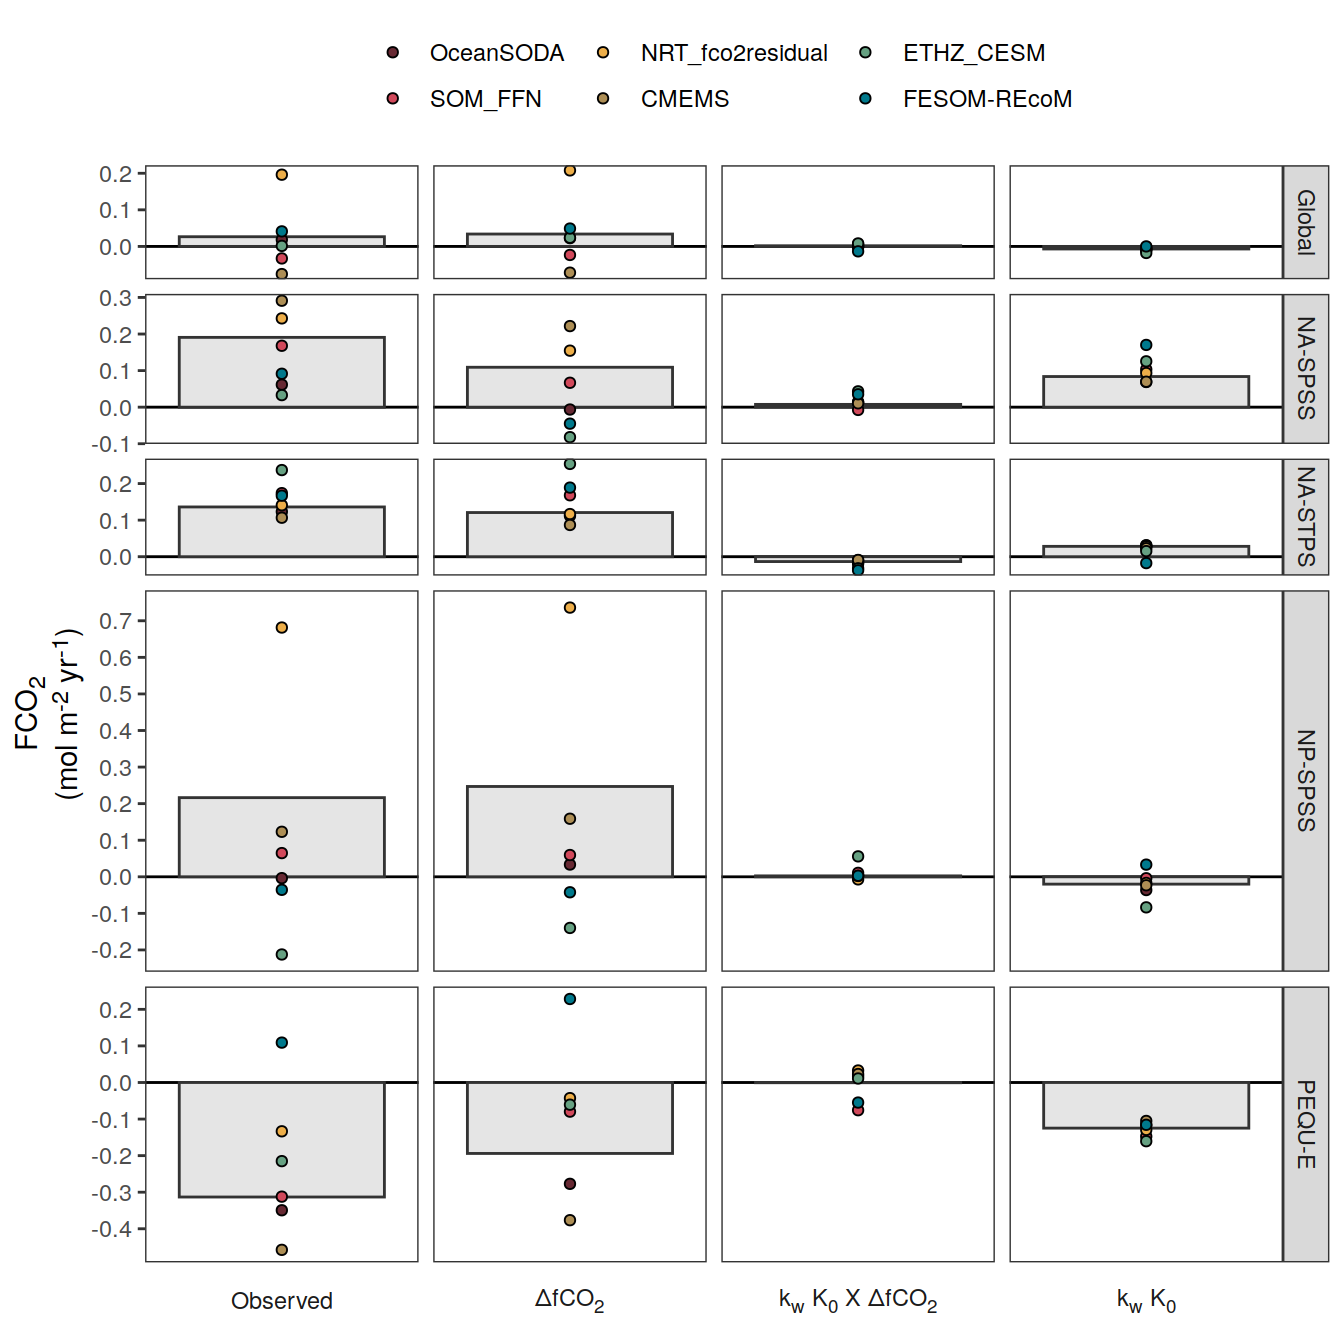 OceanSODA NRT_fco2residual ETHZ_CESM
SOM_FFN CMEMS FESOM-REcoM
0.2
0.1
0.0
Global
0.3
0.2
0.1
0.0
-0.1
NA-SPSS
0.2
0.1
0.0
NA-STPS
0.7
0.6
0.5
0.4
0.3
0.2
0.1
0.0
-0.1
-0.2
NP-SPSS
0.2
0.1
0.0
-0.1
-0.2
-0.3
-0.4
PEQU-E
FCO₂
(mol m⁻² yr⁻¹)
Observed ΔfCO₂ k_w K₀ X ΔfCO₂ k_w K₀